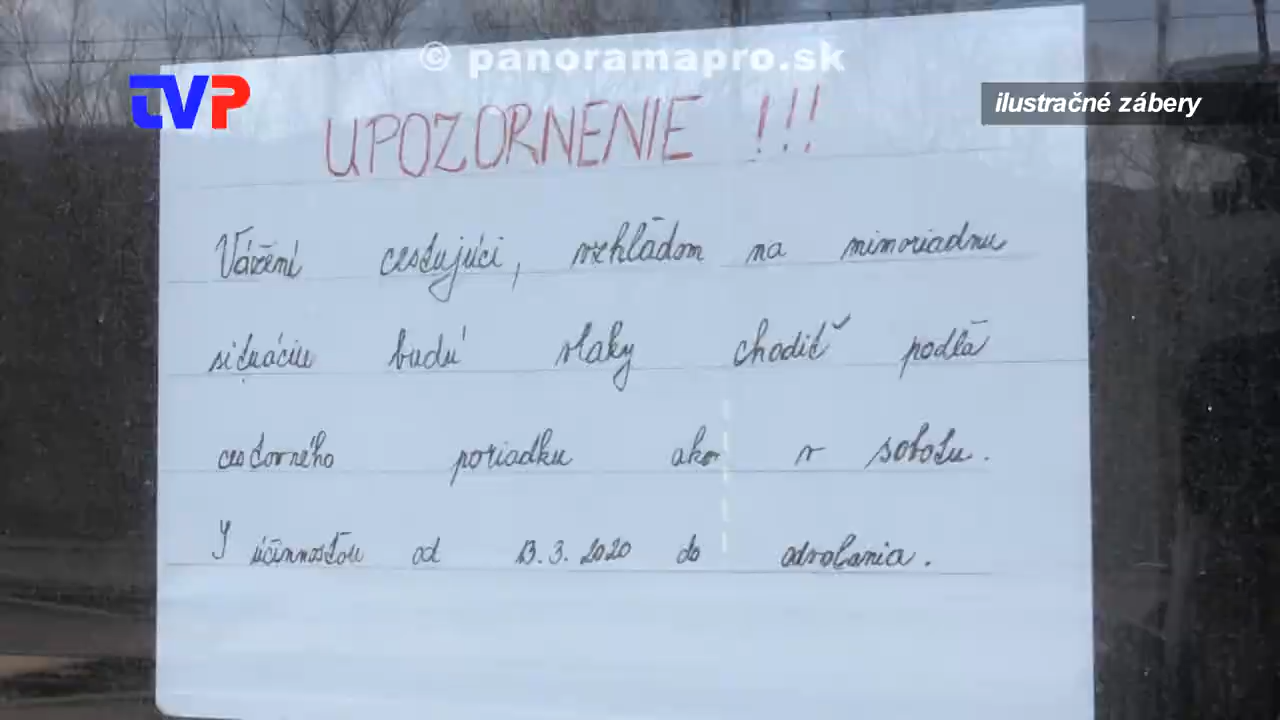 © panoramapro.sk
TVP
ilustračné zábery
UPOZORNENIE !!!
Vážení cestujúci, vzhľadom na mimoriadnu
situáciu budú vlaky chodiť podľa
cestovného poriadku ako v sobotu.
S účinnosťou od 13.3.2020 do odvolania.